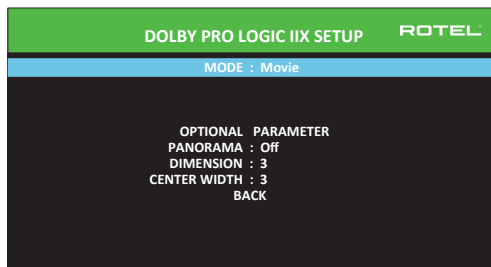 DOLBY PRO LOGIC IIX SETUP ROTEL
MODE : Movie
OPTIONAL PARAMETER
PANORAMA : Off
DIMENSION : 3
CENTER WIDTH : 3
BACK